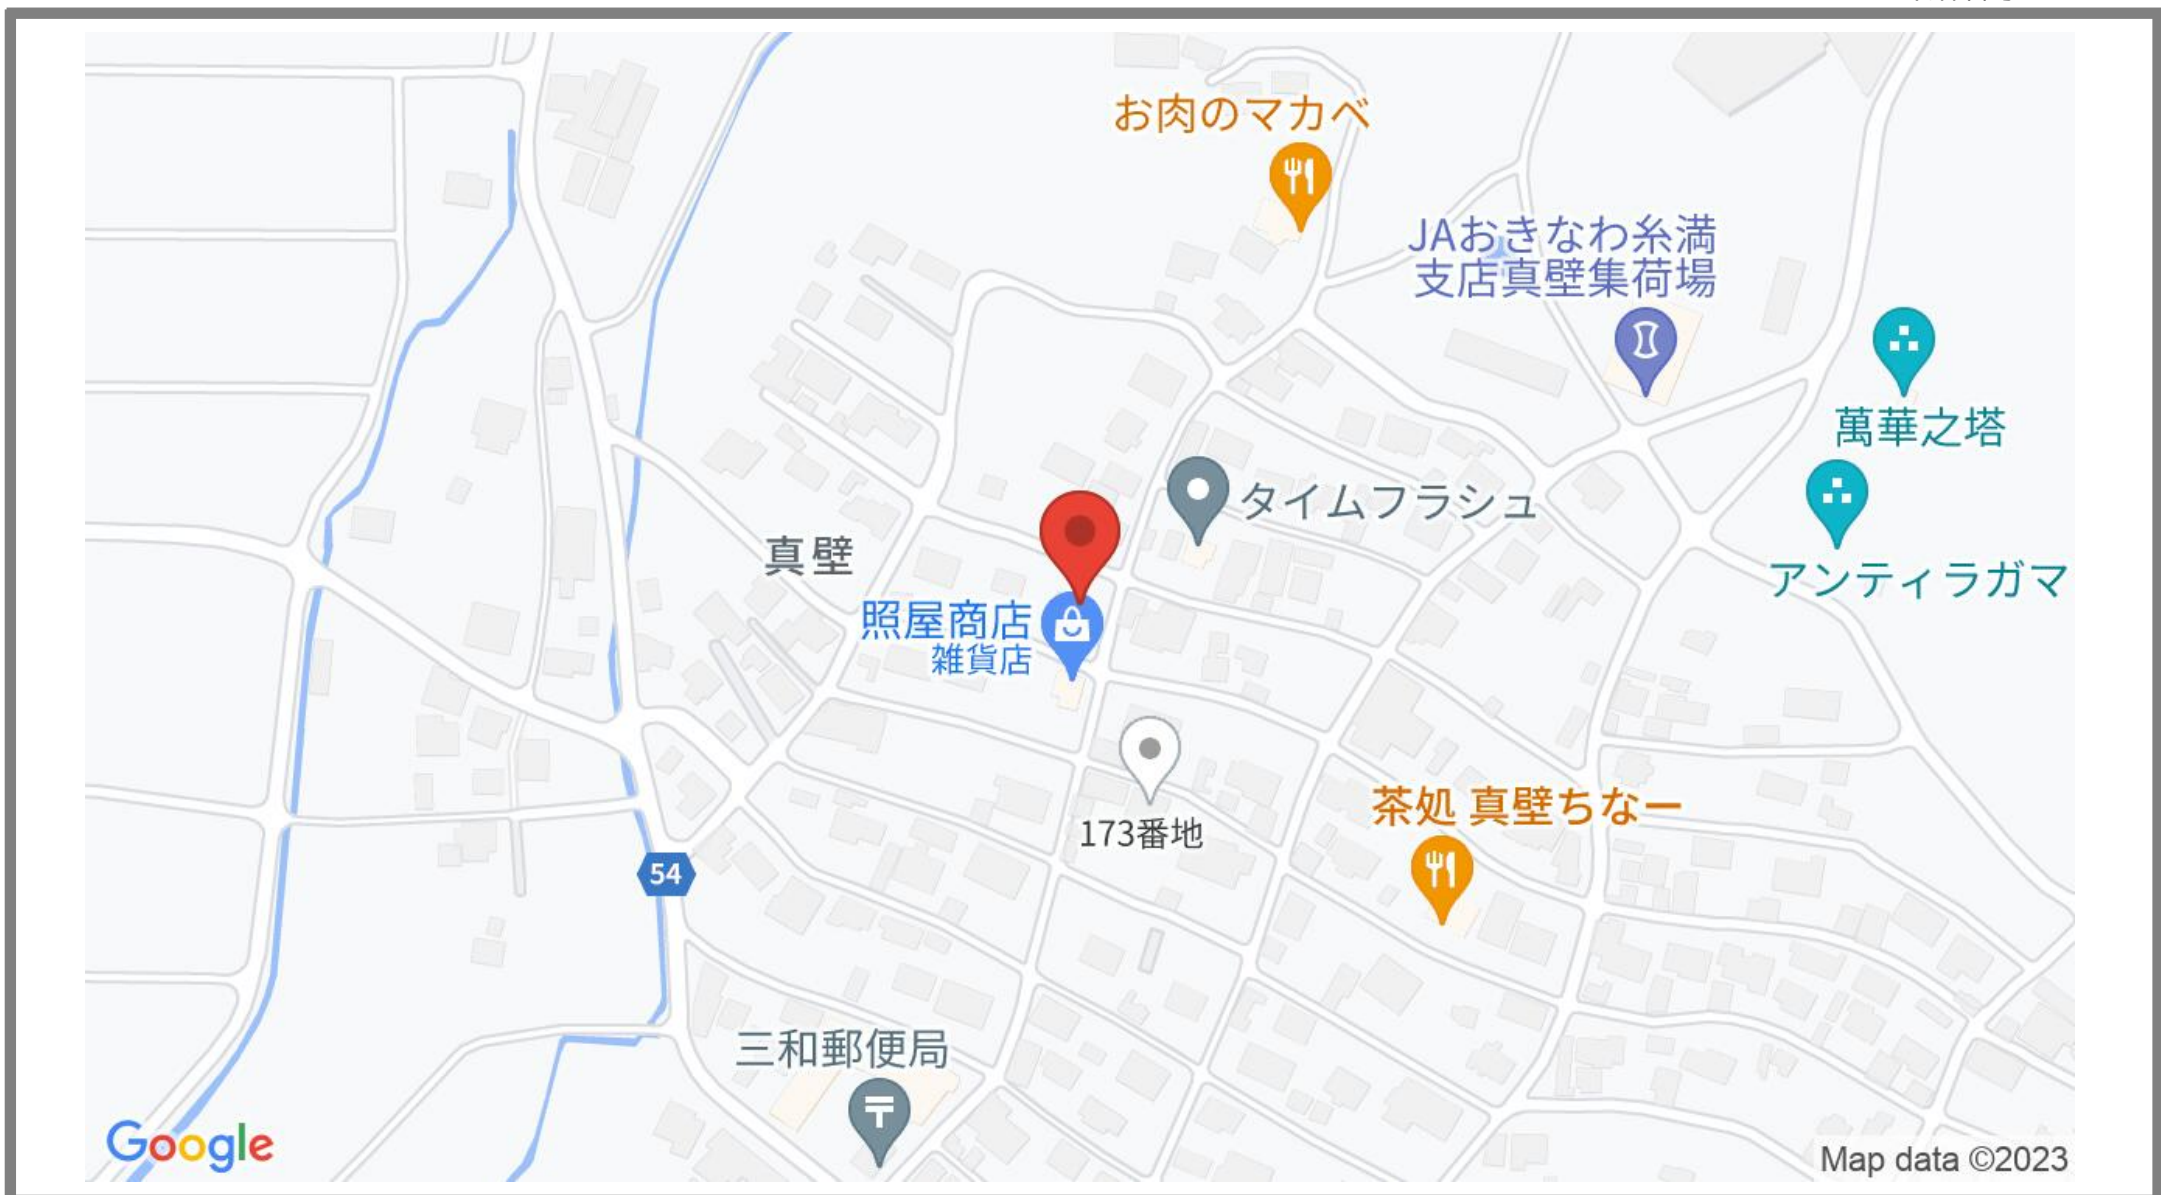 お肉のマカベ
JAおきなわ糸満
支店真壁集荷場
萬華之塔
タイムフラシュ
真壁
アンティラガマ
照屋商店
雑貨店
173番地
茶処 真壁ちなー
54
三和郵便局
Google
Map data ©2023